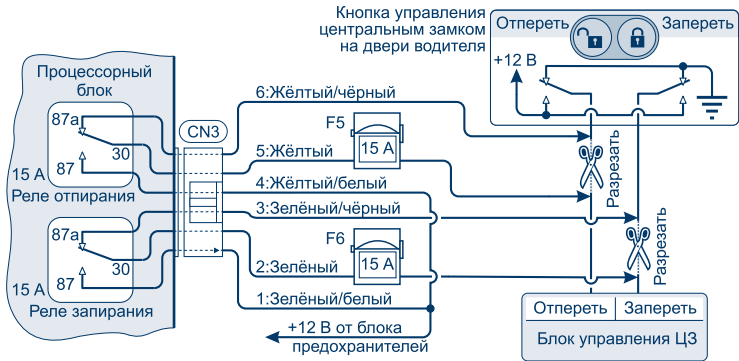 Кнопка управления
центральным замком
на двери водителя
Отпереть
Запереть
+12 В
Процессорный
блок
87а
30
15 А
87
Реле отпирания
87а
30
87
15 А
Реле запирания
CN3
6:Жёлтый/чёрный
F5
15 А
5:Жёлтый
4:Жёлтый/белый
3:Зелёный/чёрный
F6
15 А
2:Зелёный
1:Зелёный/белый
+12 В от блока
предохранителей
Разрезать
Разрезать
Отпереть
Запереть
Блок управления ЦЗ